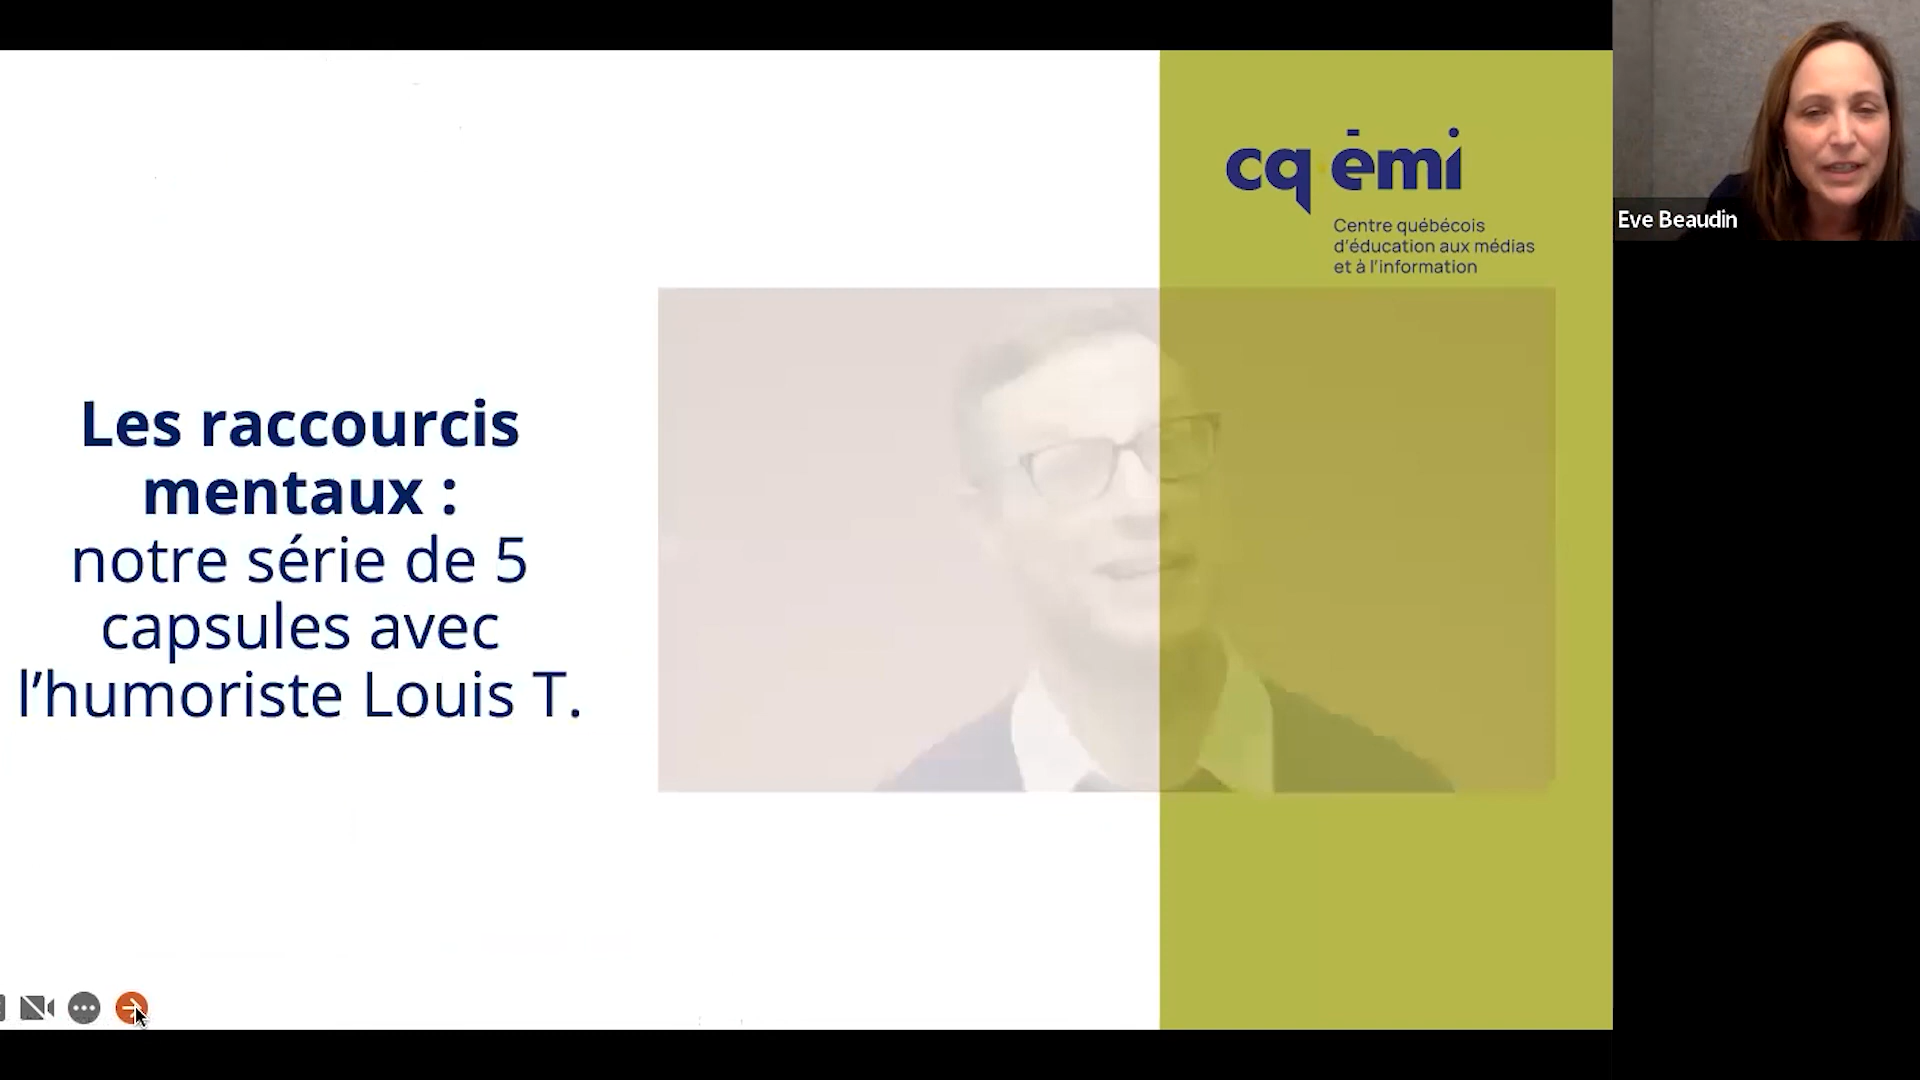 cq·ēmi
Centre québécois
d'éducation aux médias
et à l'information
Eve Beaudin
Les raccourcis
mentaux :
notre série de 5
capsules avec
l'humoriste Louis T.